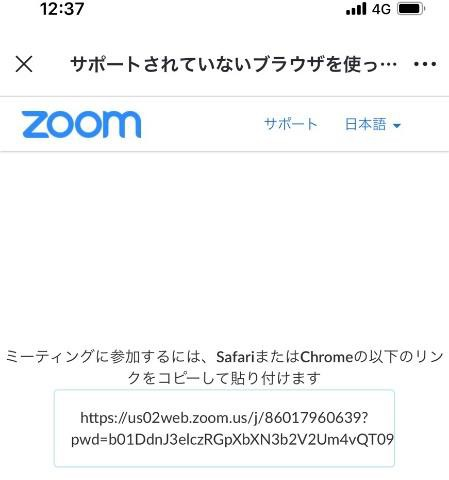 12:37 4G
サポートされていないブラウザを使っ…
zoom サポート 日本語
ミーティングに参加するには、SafariまたはChromeの以下のリン
クをコピーして貼り付けます
https://us02web.zoom.us/j/86017960639?
pwd=b01DdnJ3elczRGpXbXN3b2V2Um4vQT09